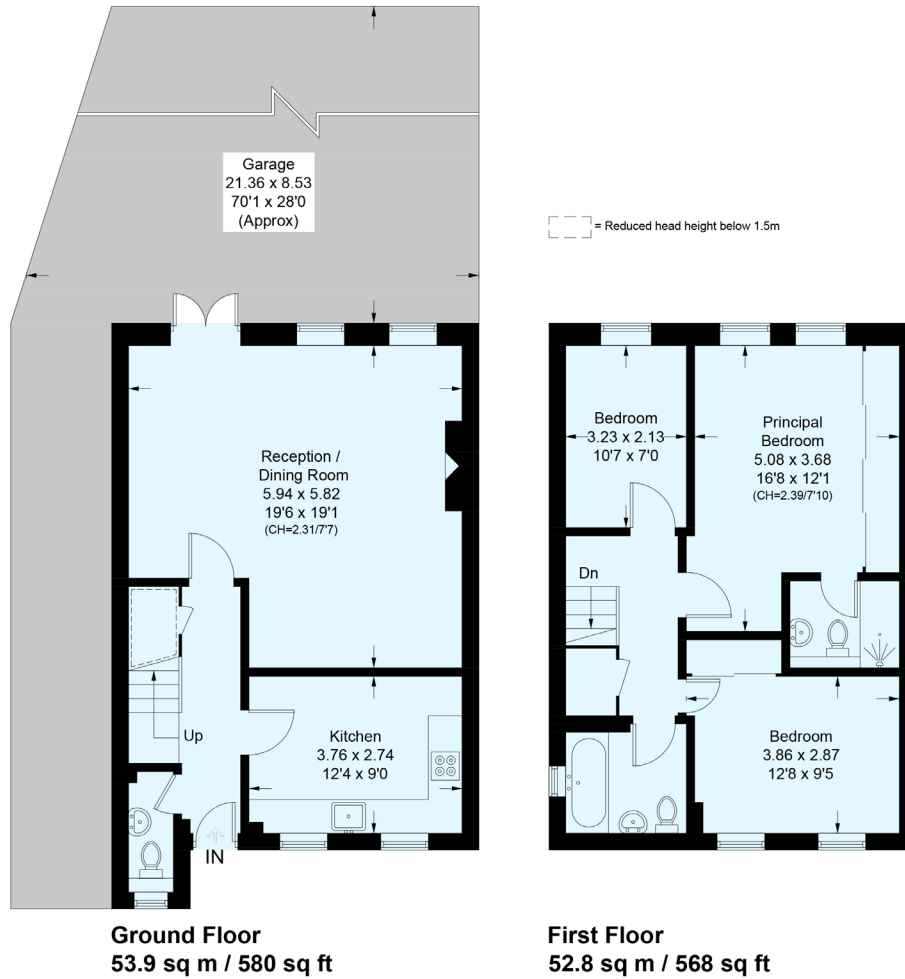 Garage
21.36 x 8.53
70'1 x 28'0
(Approx)
= Reduced head height below 1.5m
Reception /
Dining Room
5.94 x 5.82
19'6 x 19'1
(CH=2.31/7'7)
Up
Kitchen
3.76 x 2.74
12'4 x 9'0
IN
Bedroom
3.23 x 2.13
10'7 x 7'0
Principal
Bedroom
5.08 x 3.68
16'8 x 12'1
(CH=2.39/7'10)
Dn
Bedroom
3.86 x 2.87
12'8 x 9'5
Ground Floor
53.9 sq m / 580 sq ft
First Floor
52.8 sq m / 568 sq ft